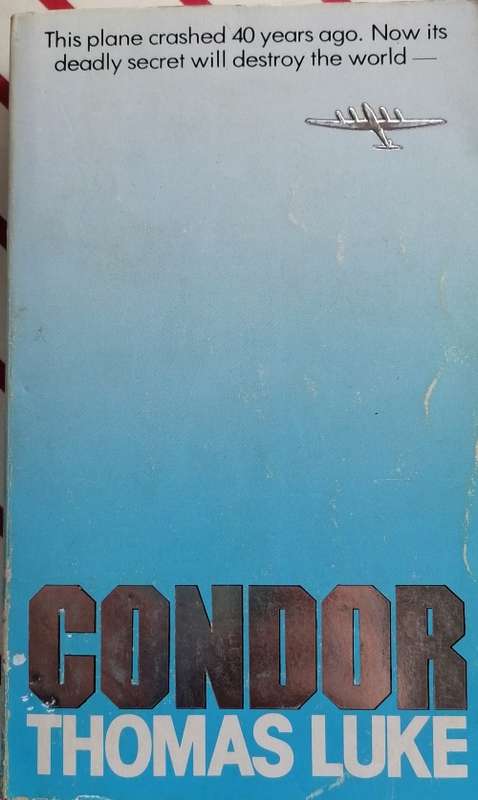 This plane crashed 40 years ago. Now its
deadly secret will destroy the world —
CONDOR
THOMAS LUKE